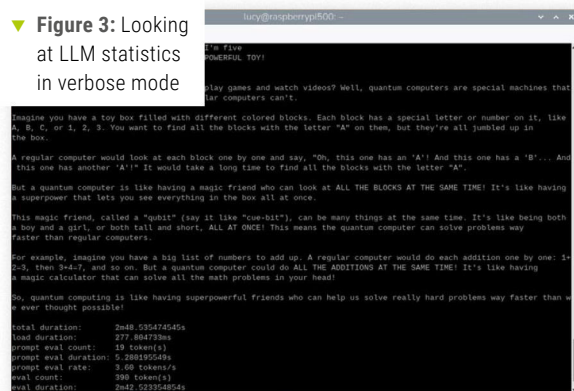 ▼ Figure 3: Looking
at LLM statistics
in verbose mode
lucy@raspberrypi500: ~
I'm five
POWERFUL TOY!
play games and watch videos? Well, quantum computers are special machines that
lar computers can't.
Imagine you have a toy box filled with different colored blocks. Each block has a special letter or number on it, like
A, B, C, or 1, 2, 3. You want to find all the blocks with the letter "A" on them, but they're all jumbled up in
the box.
A regular computer would look at each block one by one and say, "Oh, this one has an 'A'! And this one has a 'B'... And
this one has another 'A'!" It would take a long time to find all the blocks with the letter "A".
But a quantum computer is like having a magic friend who can look at ALL THE BLOCKS AT THE SAME TIME! It's like having
a superpower that lets you see everything in the box all at once.
This magic friend, called a "qubit" (say it like "cue-bit"), can be many things at the same time. It's like being both
a boy and a girl, or both tall and short, ALL AT ONCE! This means the quantum computer can solve problems way
faster than regular computers.
For example, imagine you have a big list of numbers to add up. A regular computer would do each addition one by one: 1+
2=3, then 3+4=7, and so on. But a quantum computer could do ALL THE ADDITIONS AT THE SAME TIME! It's like having
a magic calculator that can solve all the math problems in your head!
So, quantum computing is like having superpowerful friends who can help us solve really hard problems way faster than w
e ever thought possible!
total duration: 2m48.535474545s
load duration: 277.804733ms
prompt eval count: 19 token(s)
prompt eval duration: 5.280195549s
prompt eval rate: 3.60 tokens/s
eval count: 390 token(s)
eval duration: 2m42.523354854s